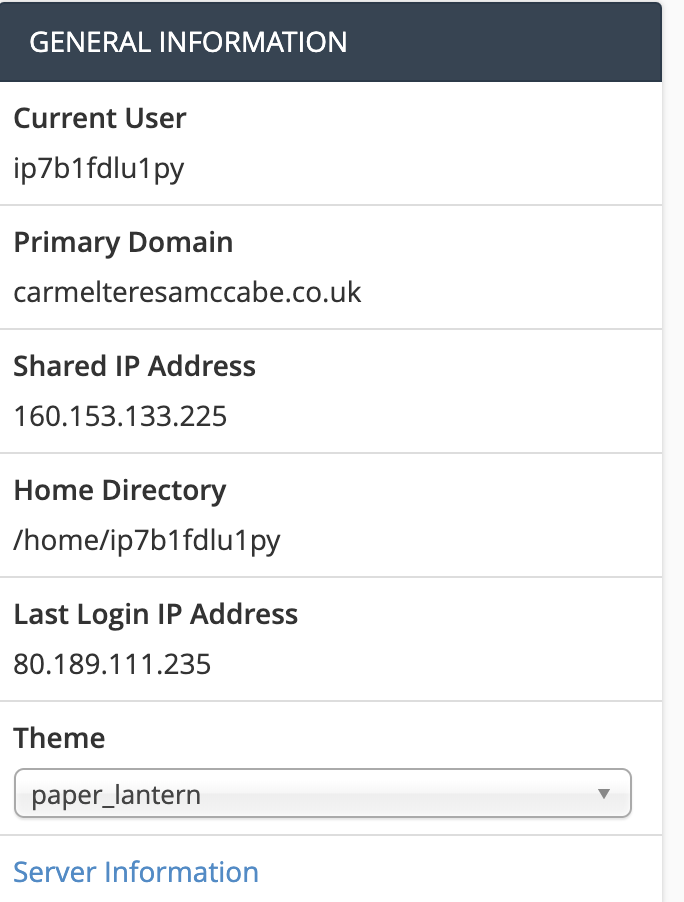 GENERAL INFORMATION
Current User
ip7b1fdlu1py
Primary Domain
carmelteresamccabe.co.uk
Shared IP Address
160.153.133.225
Home Directory
/home/ip7b1fdlu1py
Last Login IP Address
80.189.111.235
Theme
paper_lantern
Server Information